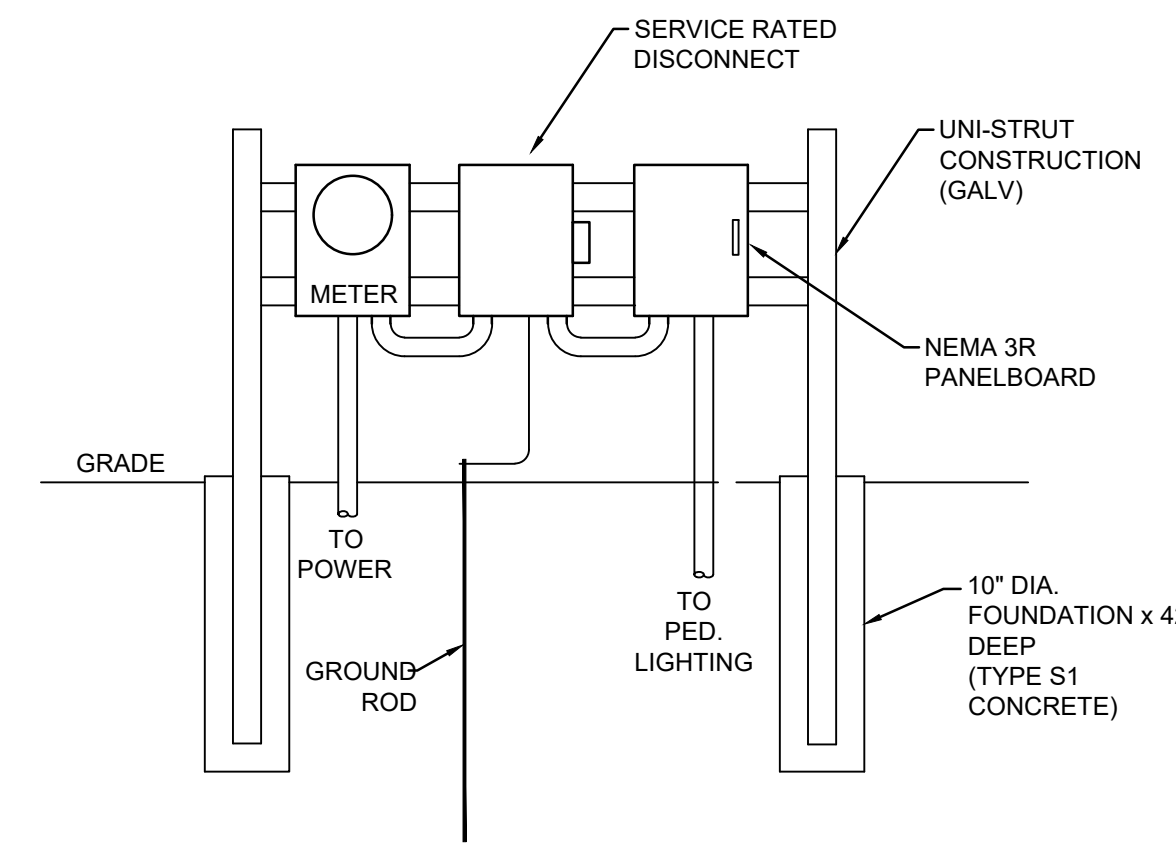 SERVICE RATED
DISCONNECT
UNI-STRUT
CONSTRUCTION
(GALV)
METER
NEMA 3R
PANELBOARD
GRADE
TO
POWER
TO
PED.
LIGHTING
GROUND
ROD
10" DIA.
FOUNDATION x
DEEP
(TYPE S1
CONCRETE)